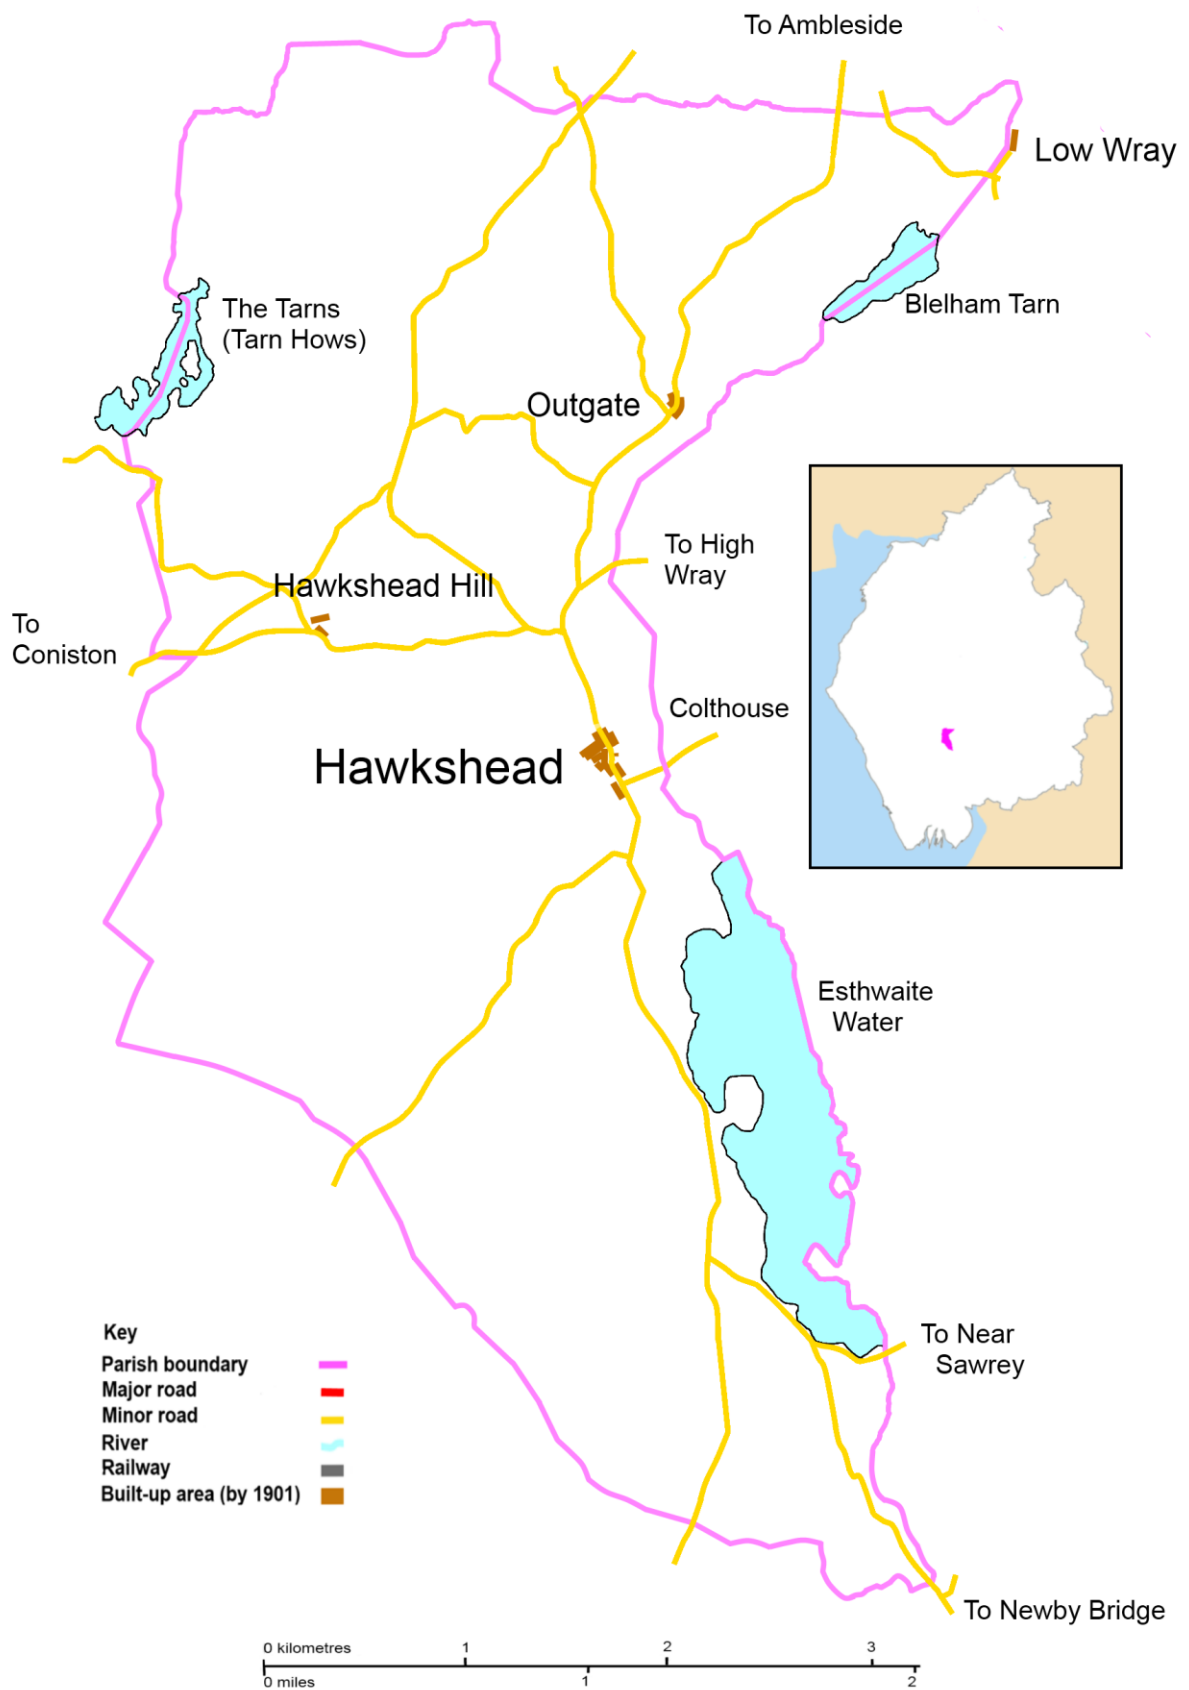 To Ambleside
Low Wray
The Tarns
(Tarn Hows)
Blelham Tarn
Outgate
To High
Wray
Hawkshead Hill
To
Coniston
Colthouse
Hawkshead
Esthwaite
Water
To Near
Sawrey
Key
Parish boundary
Major road
Minor road
River
Railway
Built-up area (by 1901)
To Newby Bridge
0 kilometres 1 2 3
0 miles 1 2